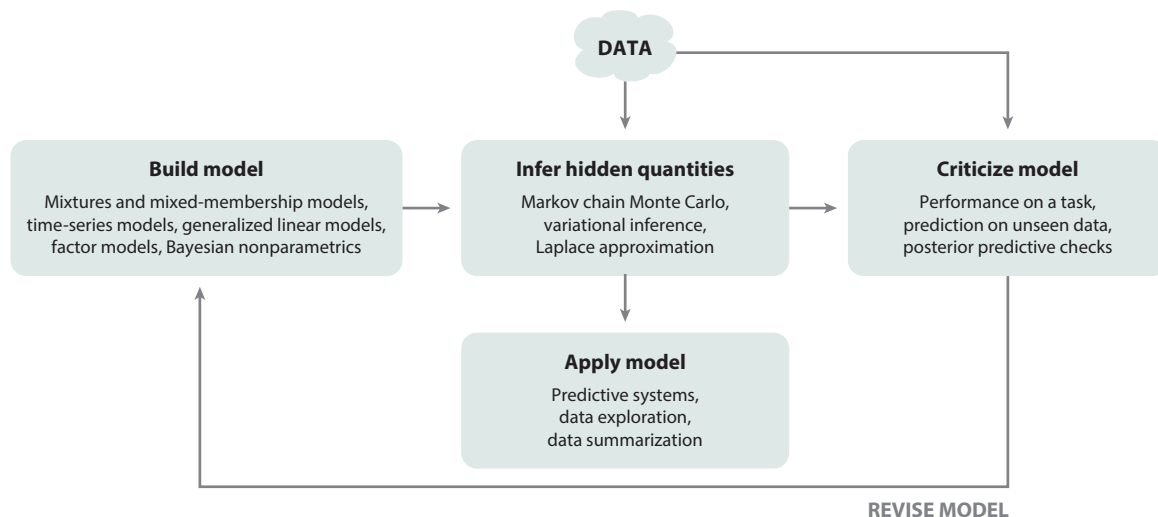 DATA
Build model
Mixtures and mixed-membership models,
time-series models, generalized linear models,
factor models, Bayesian nonparametrics
Infer hidden quantities
Markov chain Monte Carlo,
variational inference,
Laplace approximation
Criticize model
Performance on a task,
prediction on unseen data,
posterior predictive checks
Apply model
Predictive systems,
data exploration,
data summarization
REVISE MODEL